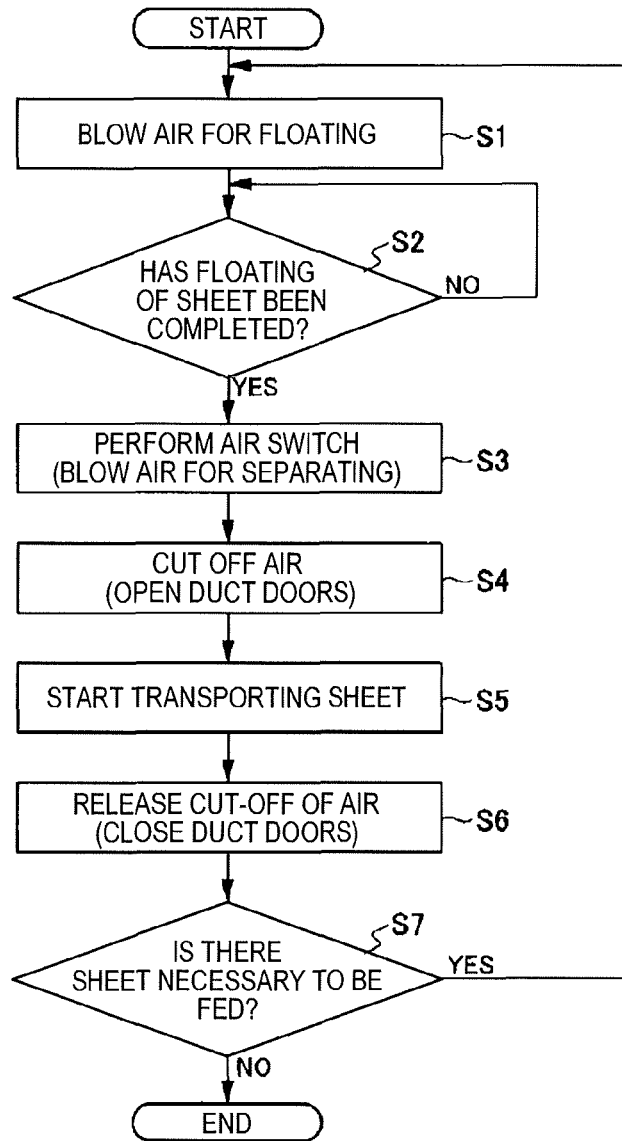 START
BLOW AIR FOR FLOATING
S1
S2
HAS FLOATING
OF SHEET BEEN
COMPLETED?
NO
YES
PERFORM AIR SWITCH
(BLOW AIR FOR SEPARATING)
S3
CUT OFF AIR
(OPEN DUCT DOORS)
S4
START TRANSPORTING SHEET
S5
RELEASE CUT-OFF OF AIR
(CLOSE DUCT DOORS)
S6
S7
IS THERE
SHEET NECESSARY TO BE
FED?
YES
NO
END